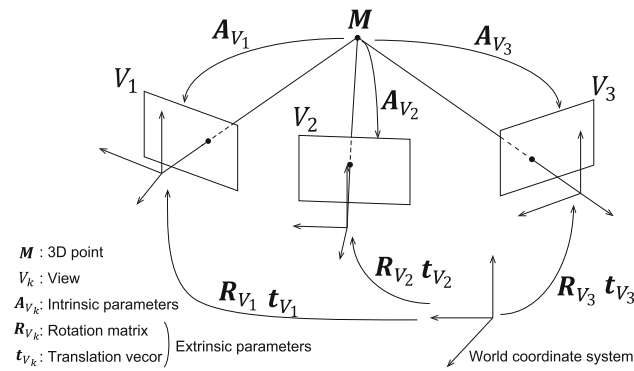 M
A_{V_1}
A_{V_3}
V_1
V_2
A_{V_2}
V_3
M : 3D point
V_k : View
A_{V_k}: Intrinsic parameters
R_{V_k}: Rotation matrix
t_{V_k}: Translation vecor
Extrinsic parameters
R_{V_1} t_{V_1}
R_{V_2} t_{V_2}
R_{V_3} t_{V_3}
World coordinate system